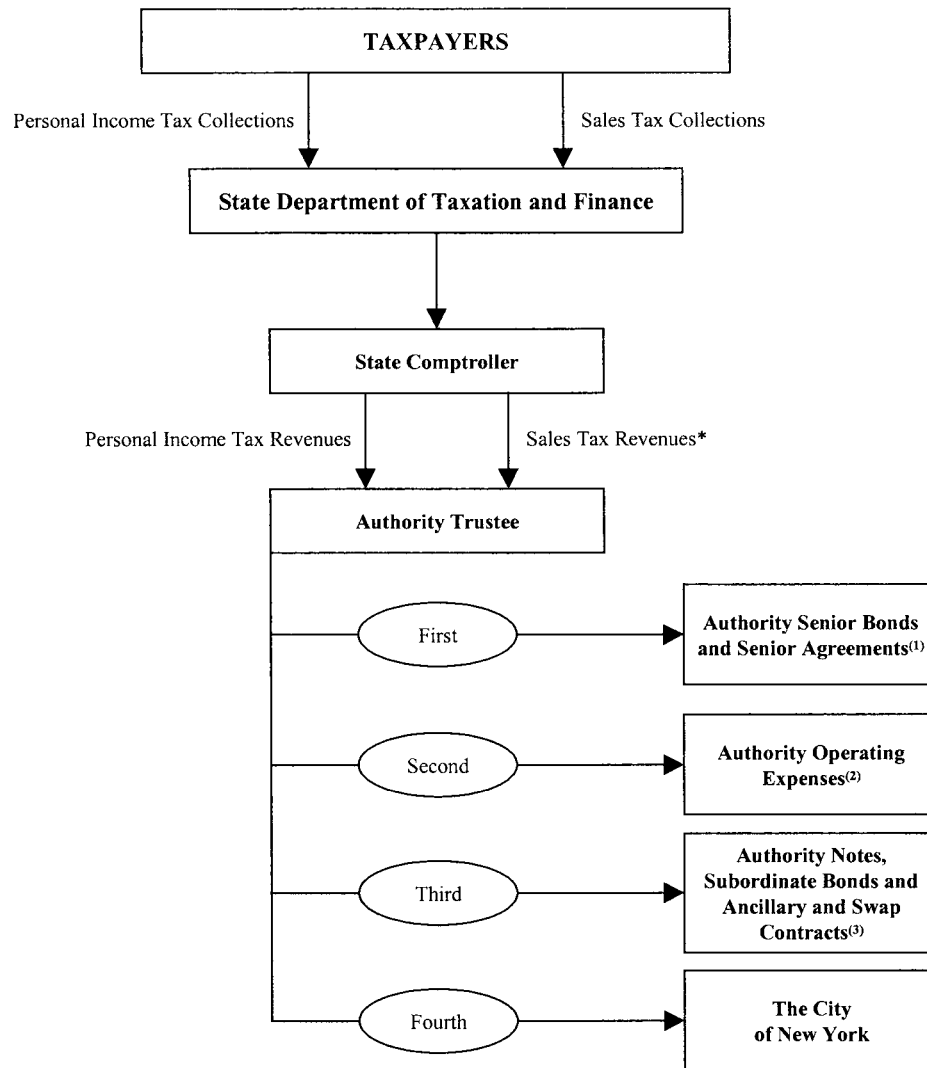 TAXPAYERS
Personal Income Tax Collections
Sales Tax Collections
State Department of Taxation and Finance
State Comptroller
Personal Income Tax Revenues
Sales Tax Revenues*
Authority Trustee
First
Authority Senior Bonds
and Senior Agreements(1)
Second
Authority Operating
Expenses(2)
Third
Authority Notes,
Subordinate Bonds and
Ancillary and Swap
Contracts(3)
Fourth
The City
of New York